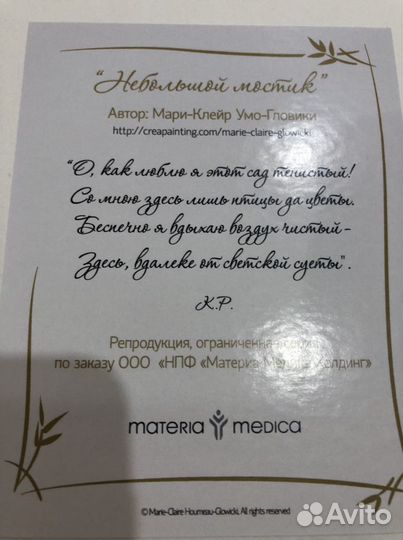 “Небольшой мостик”
Автор: Мари-Клейр Умо-Гловики
http://creapainting.com/marie-claire-glowicki
“О, как люблю я этот сад тенистый!
Со мною здесь лишь птицы да цветы.
Беспечно я вдыхаю воздух чистый –
Здесь, вдалеке от светской суеты".
К.Р.
Репродукция,
по заказу ООО «НПФ «Материа Холдинг»
materia medica
© Marie-Claire Houmeau-Glowicki, All rights reserved
Avito